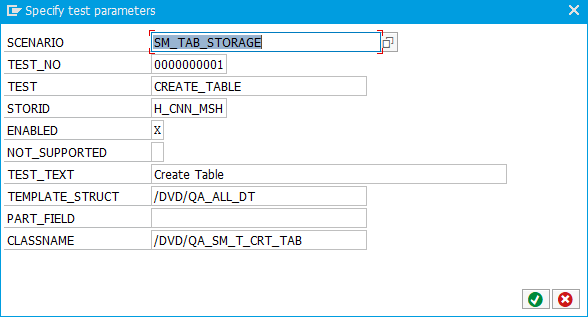 Specify test parameters
SCENARIO SM_TAB_STORAGE
TEST_NO 0000000001
TEST CREATE_TABLE
STORID H_CNN_MSH
ENABLED X
NOT_SUPPORTED
TEST_TEXT Create Table
TEMPLATE_STRUCT /DVD/QA_ALL_DT
PART_FIELD
CLASSNAME /DVD/QA_SM_T_CRT_TAB